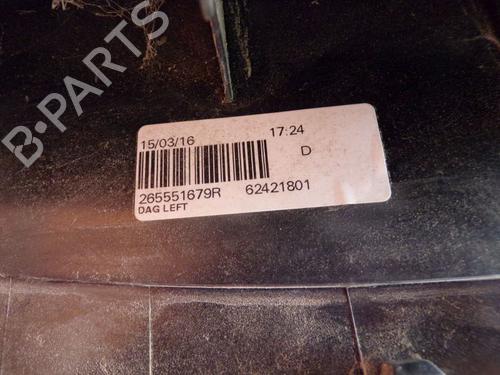 B-PARTS
15/03/16 17:24
D
265551679R 62421801
DAG LEFT